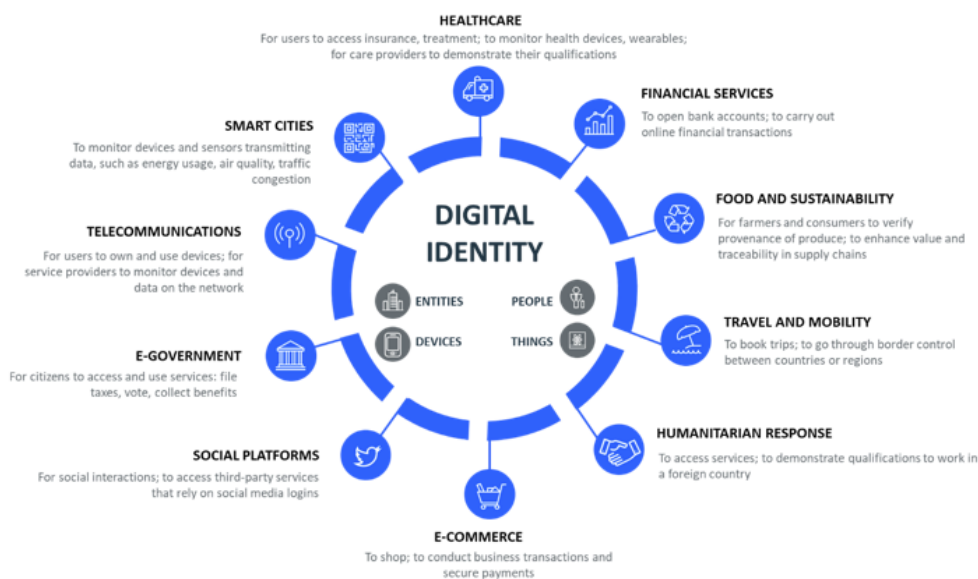 HEALTHCARE
For users to access insurance, treatment; to monitor health devices, wearables;
for care providers to demonstrate their qualifications
FINANCIAL SERVICES
To open bank accounts; to carry out
online financial transactions
FOOD AND SUSTAINABILITY
For farmers and consumers to verify
provenance of produce; to enhance value and
traceability in supply chains
TRAVEL AND MOBILITY
To book trips; to go through border control
between countries or regions
HUMANITARIAN RESPONSE
To access services; to demonstrate qualifications to work in
a foreign country
E-COMMERCE
To shop; to conduct business transactions and
secure payments
SOCIAL PLATFORMS
For social interactions; to access third-party services
that rely on social media logins
E-GOVERNMENT
For citizens to access and use services: file
taxes, vote, collect benefits
TELECOMMUNICATIONS
For users to own and use devices; for
service providers to monitor devices and
data on the network
SMART CITIES
To monitor devices and sensors transmitting
data, such as energy usage, air quality, traffic
congestion
DIGITAL
IDENTITY
ENTITIES
PEOPLE
DEVICES
THINGS